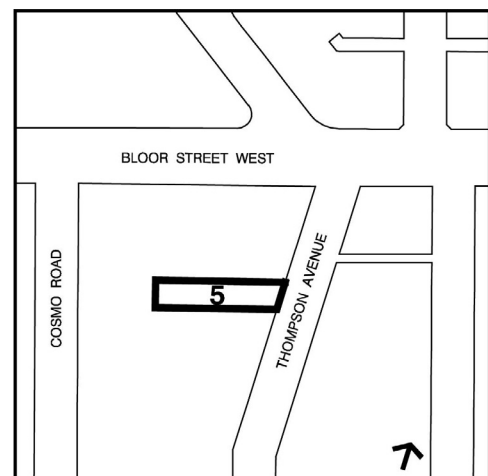 BLOOR STREET WEST
COSMO ROAD
5
THOMPSON AVENUE